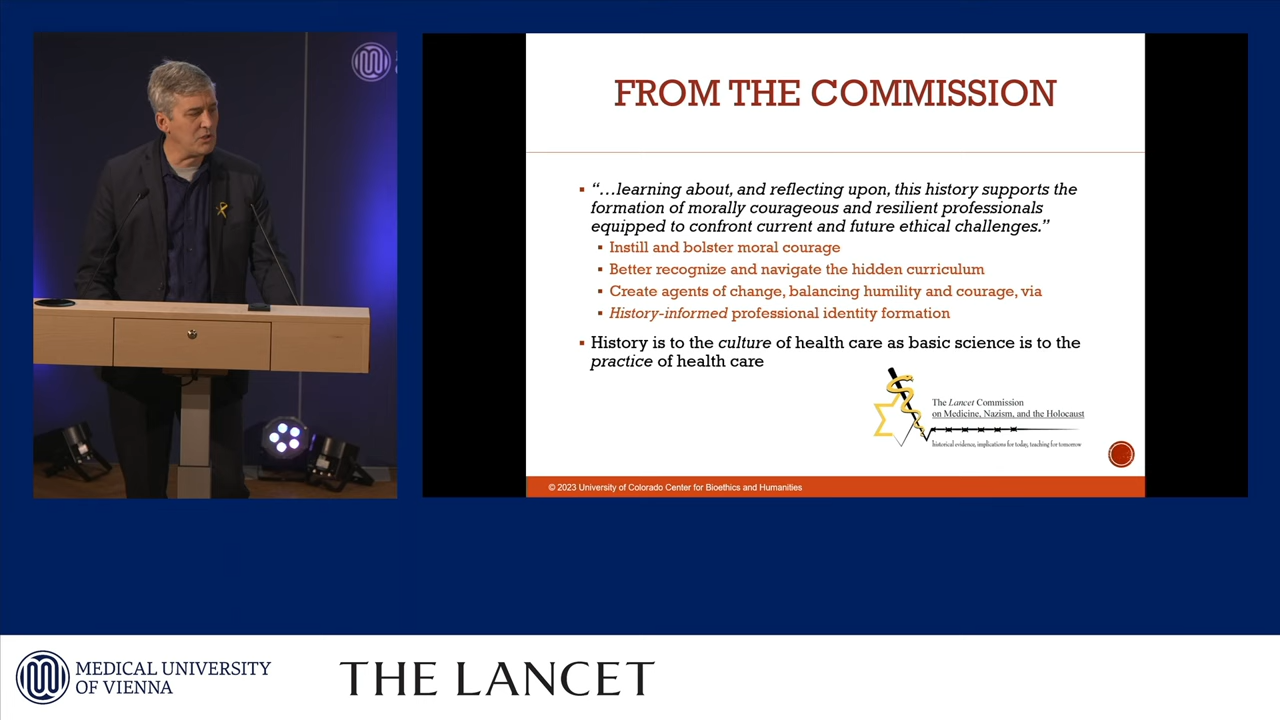 FROM THE COMMISSION
“…learning about, and reflecting upon, this history supports the
formation of morally courageous and resilient professionals
equipped to confront current and future ethical challenges.”
Instill and bolster moral courage
Better recognize and navigate the hidden curriculum
Create agents of change, balancing humility and courage, via
History-informed professional identity formation
History is to the culture of health care as basic science is to the
practice of health care
The Lancet Commission
on Medicine, Nazism, and the Holocaust
historical evidence, implications for today, teaching for tomorrow
© 2023 University of Colorado Center for Bioethics and Humanities
MEDICAL UNIVERSITY
OF VIENNA
THE LANCET